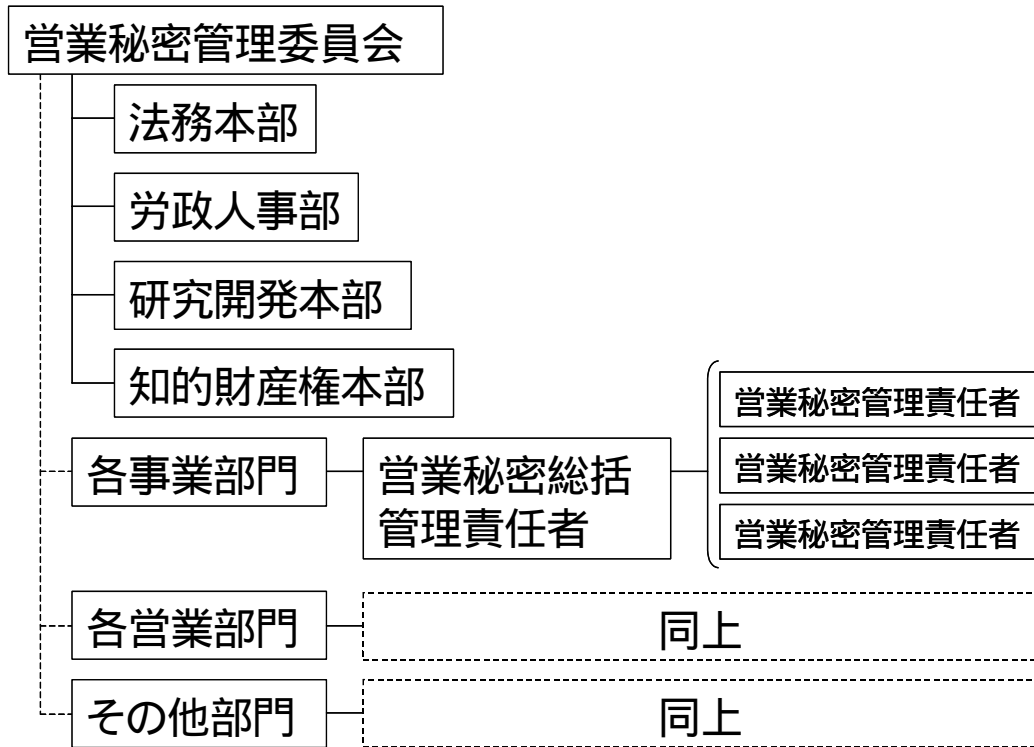 営業秘密管理委員会
法務本部
労政人事部
研究開発本部
知的財産権本部
各事業部門
営業秘密総括
管理責任者
営業秘密管理責任者
営業秘密管理責任者
営業秘密管理責任者
各営業部門
同上
その他部門
同上